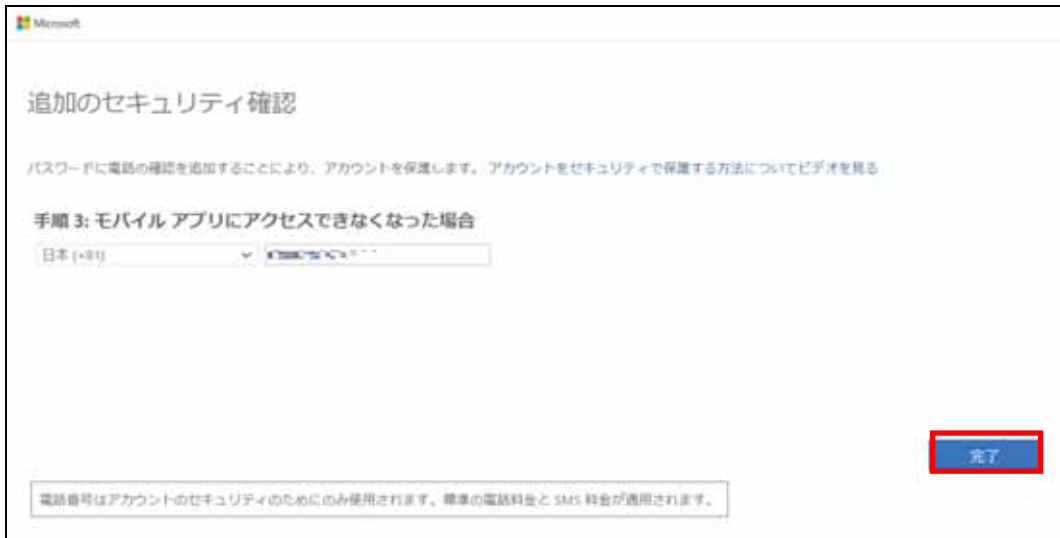 Microsoft
追加のセキュリティ確認
パスワードに電話の確認を追加することにより、アカウントを保護します。 アカウントをセキュリティで保護する方法についてビデオを見る
手順 3: モバイル アプリにアクセスできなくなった場合
日本 (+81)
完了
電話番号はアカウントのセキュリティのためにのみ使用されます。標準の電話料金と SMS 料金が適用されます。